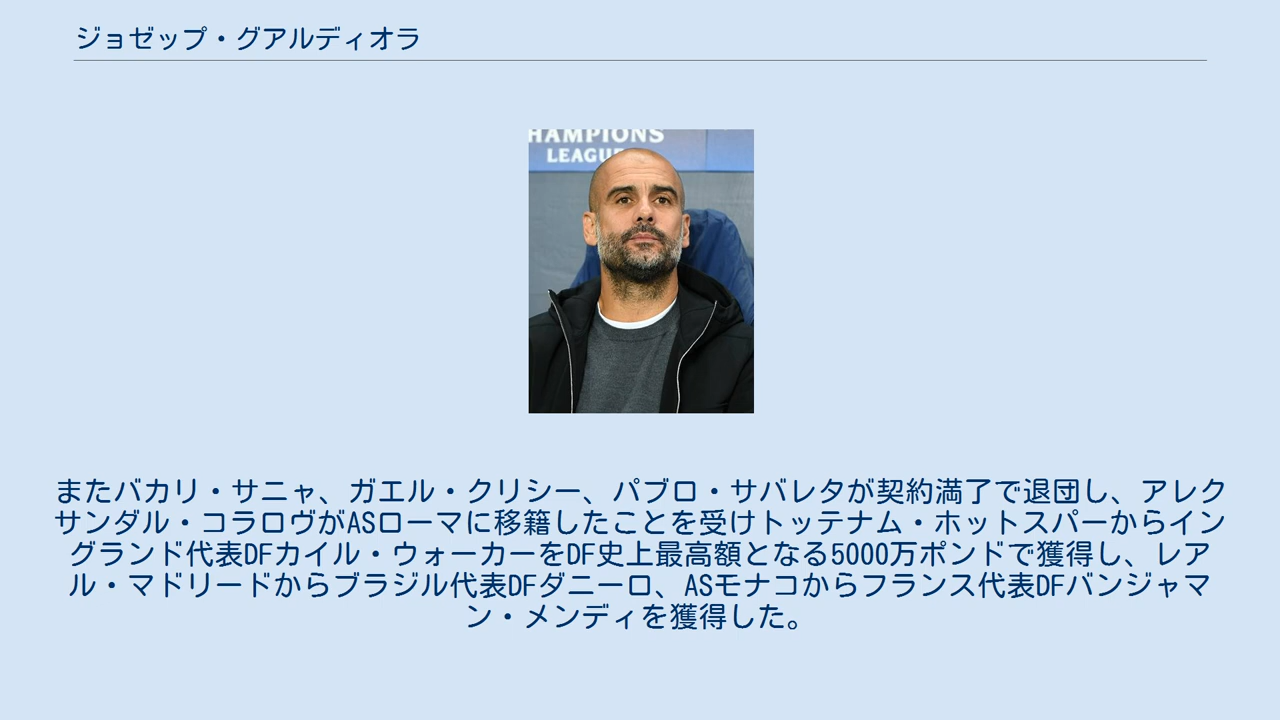 ジョゼップ・グアルディオラ
HAMPIONS
LEAGUE
またバカリ・サニャ、ガエル・クリシー、パブロ・サバレタが契約満了で退団し、アレク
サンダル・コラロヴがASローマに移籍したことを受けトッテナム・ホットスパーからイン
グランド代表DFカイル・ウォーカーをDF史上最高額となる5000万ポンドで獲得し、レア
ル・マドリードからブラジル代表DFダニーロ、ASモナコからフランス代表DFバンジャマ
ン・メンディを獲得した。